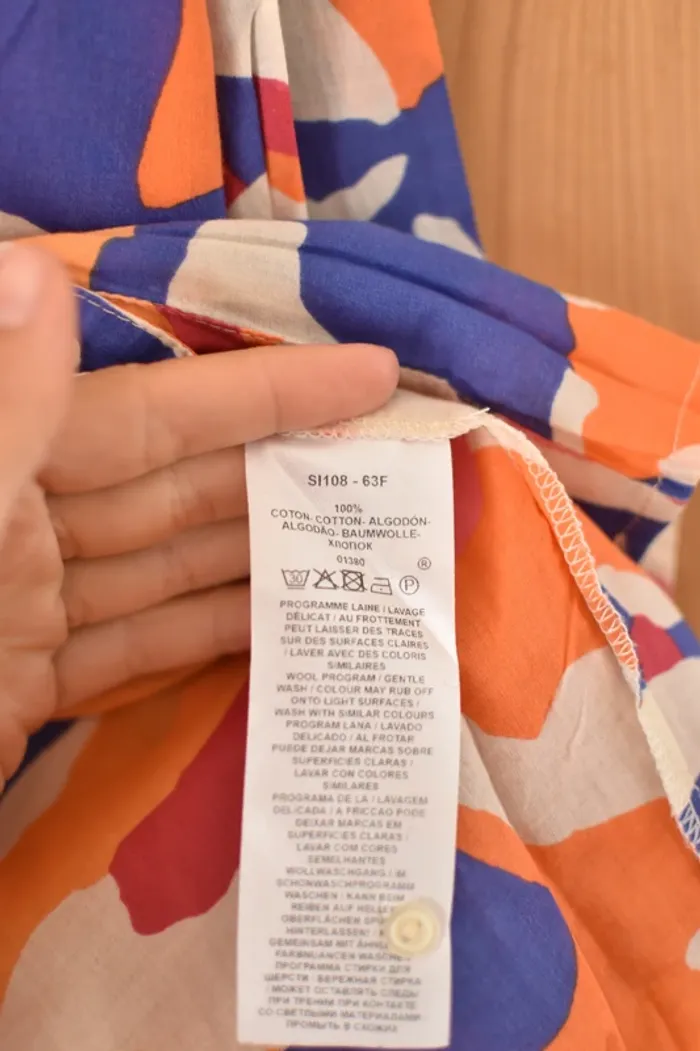 SI108 - 63F
100%
COTON- COTTON- ALGODÓN-
ALGODÃO- BAUMWOLLE-
ХЛОПОК
01380
®
30 P
PROGRAMME LAINE / LAVAGE
DÉLICAT / AU FROTTEMENT
PEUT LAISSER DES TRACES
SUR DES SURFACES CLAIRES
/ LAVER AVEC DES COLORIS
SIMILAIRES
WOOL PROGRAM / GENTLE
WASH / COLOUR MAY RUB OFF
ONTO LIGHT SURFACES /
WASH WITH SIMILAR COLOURS
PROGRAM LANA / LAVADO
DELICADO / AL FROTAR
PUEDE DEJAR MARCAS SOBRE
SUPERFICIES CLARAS /
LAVAR CON COLORES
SIMILARES
PROGRAMA DE LA / LAVAGEM
DELICADA / A FRICCAO PODE
DEIXAR MARCAS EM
SUPERFICIES CLARAS /
LAVAR COM CORES
SEMELHANTES
WOLLWASCHGANG / IM
SCHONWASCHPROGRAMM
WASCHEN / KANN BEIM
REIBEN AUF HELLEN
OBERFLÄCHEN
HINTERLASSEN /
GEMEINSAM MIT
FARBNUANCEN WASCHEN
ПРОГРАММА СТИРКИ ДЛЯ
ШЕРСТИ / БЕРЕЖНАЯ СТИРКА
/ МОЖЕТ ОСТАВЛЯТЬ СЛЕДЫ
ПРИ ТРЕНИИ ПРИ КОНТАКТЕ
СО СВЕТЛЫМИ МАТЕРИАЛАМИ /
ПРОМЫТЬ В СХОЖИХ